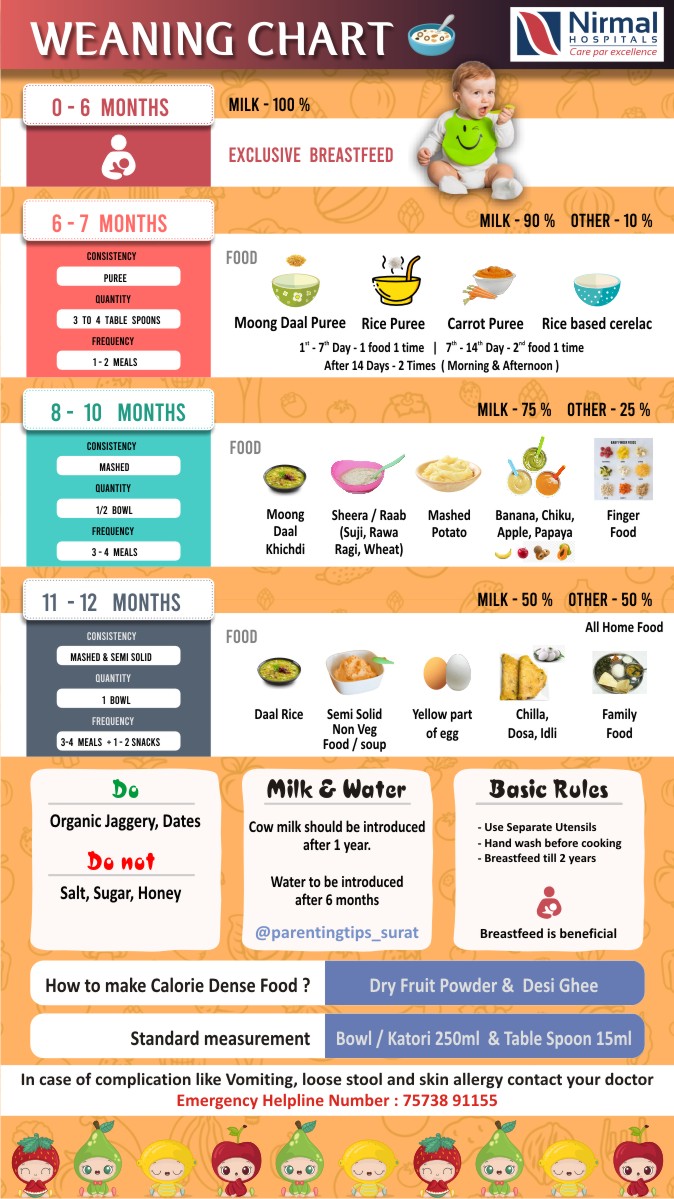 WEANING CHART
Nirmal
HOSPITALS
Care par excellence
0 - 6 MONTHS
MILK - 100 %
EXCLUSIVE BREASTFEED
6 - 7 MONTHS
MILK - 90 % OTHER - 10 %
CONSISTENCY
PUREE
QUANTITY
3 TO 4 TABLE SPOONS
FREQUENCY
1 - 2 MEALS
FOOD
Moong Daal Puree Rice Puree Carrot Puree Rice based cerelac
1st - 7th Day - 1 food 1 time | 7th - 14th Day - 2nd food 1 time
After 14 Days - 2 Times ( Morning & Afternoon )
8 - 10 MONTHS
MILK - 75 % OTHER - 25 %
CONSISTENCY
MASHED
QUANTITY
1/2 BOWL
FREQUENCY
3 - 4 MEALS
FOOD
Moong
Daal
Khichdi
Sheera / Raab
(Suji, Rawa
Ragi, Wheat)
Mashed
Potato
Banana, Chiku,
Apple, Papaya
Finger
Food
11 - 12 MONTHS
MILK - 50 % OTHER - 50 %
All Home Food
CONSISTENCY
MASHED & SEMI SOLID
QUANTITY
1 BOWL
FREQUENCY
3-4 MEALS + 1 - 2 SNACKS
FOOD
Daal Rice
Semi Solid
Non Veg
Food / soup
Yellow part
of egg
Chilla,
Dosa, Idli
Family
Food
Do
Organic Jaggery, Dates
Do not
Salt, Sugar, Honey
Milk & Water
Cow milk should be introduced
after 1 year.
Water to be introduced
after 6 months
@parentingtips_surat
Basic Rules
- Use Separate Utensils
- Hand wash before cooking
- Breastfeed till 2 years
Breastfeed is beneficial
How to make Calorie Dense Food ? Dry Fruit Powder & Desi Ghee
Standard measurement Bowl / Katori 250ml & Table Spoon 15ml
In case of complication like Vomiting, loose stool and skin allergy contact your doctor
Emergency Helpline Number : 75738 91155